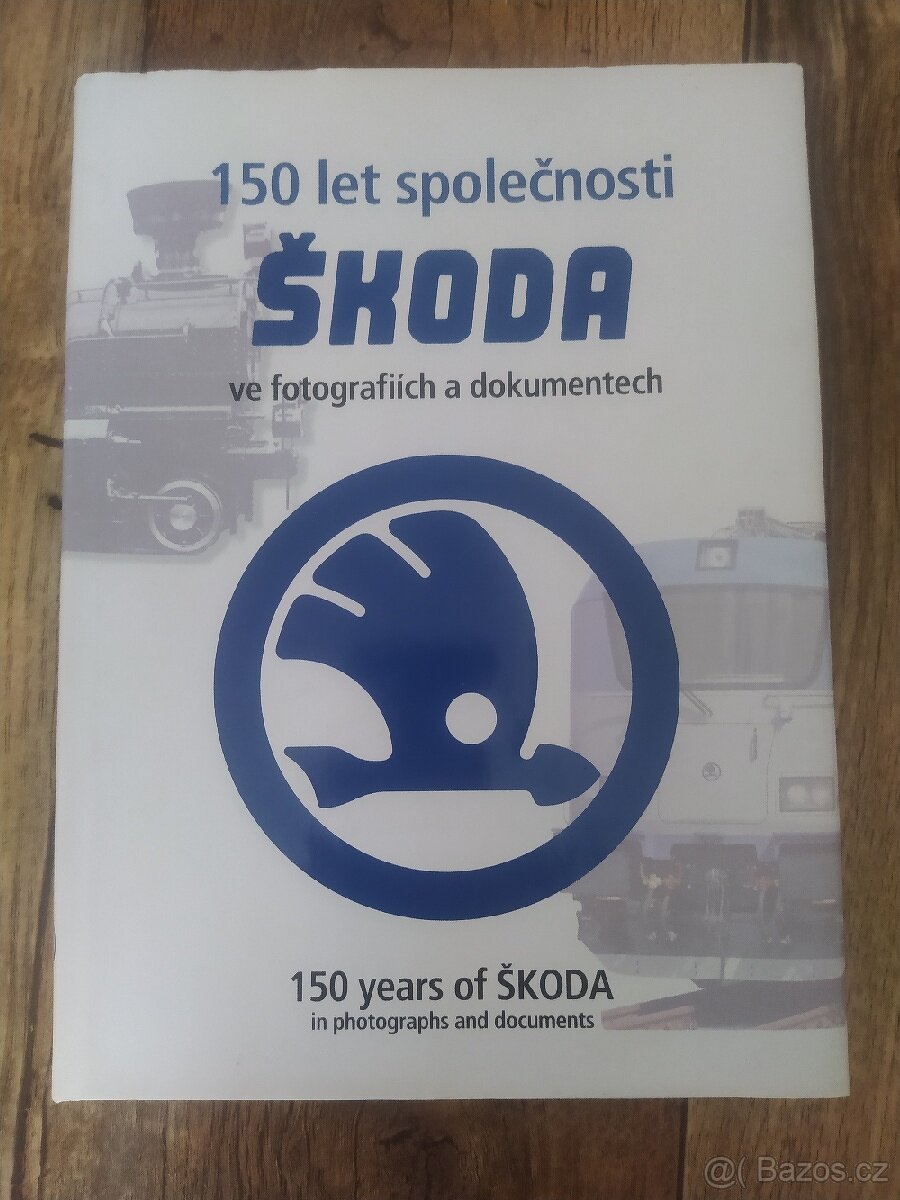 150 let společnosti
ŠKODA
ve fotografiích a dokumentech
150 years of ŠKODA
in photographs and documents
@( Bazos.cz